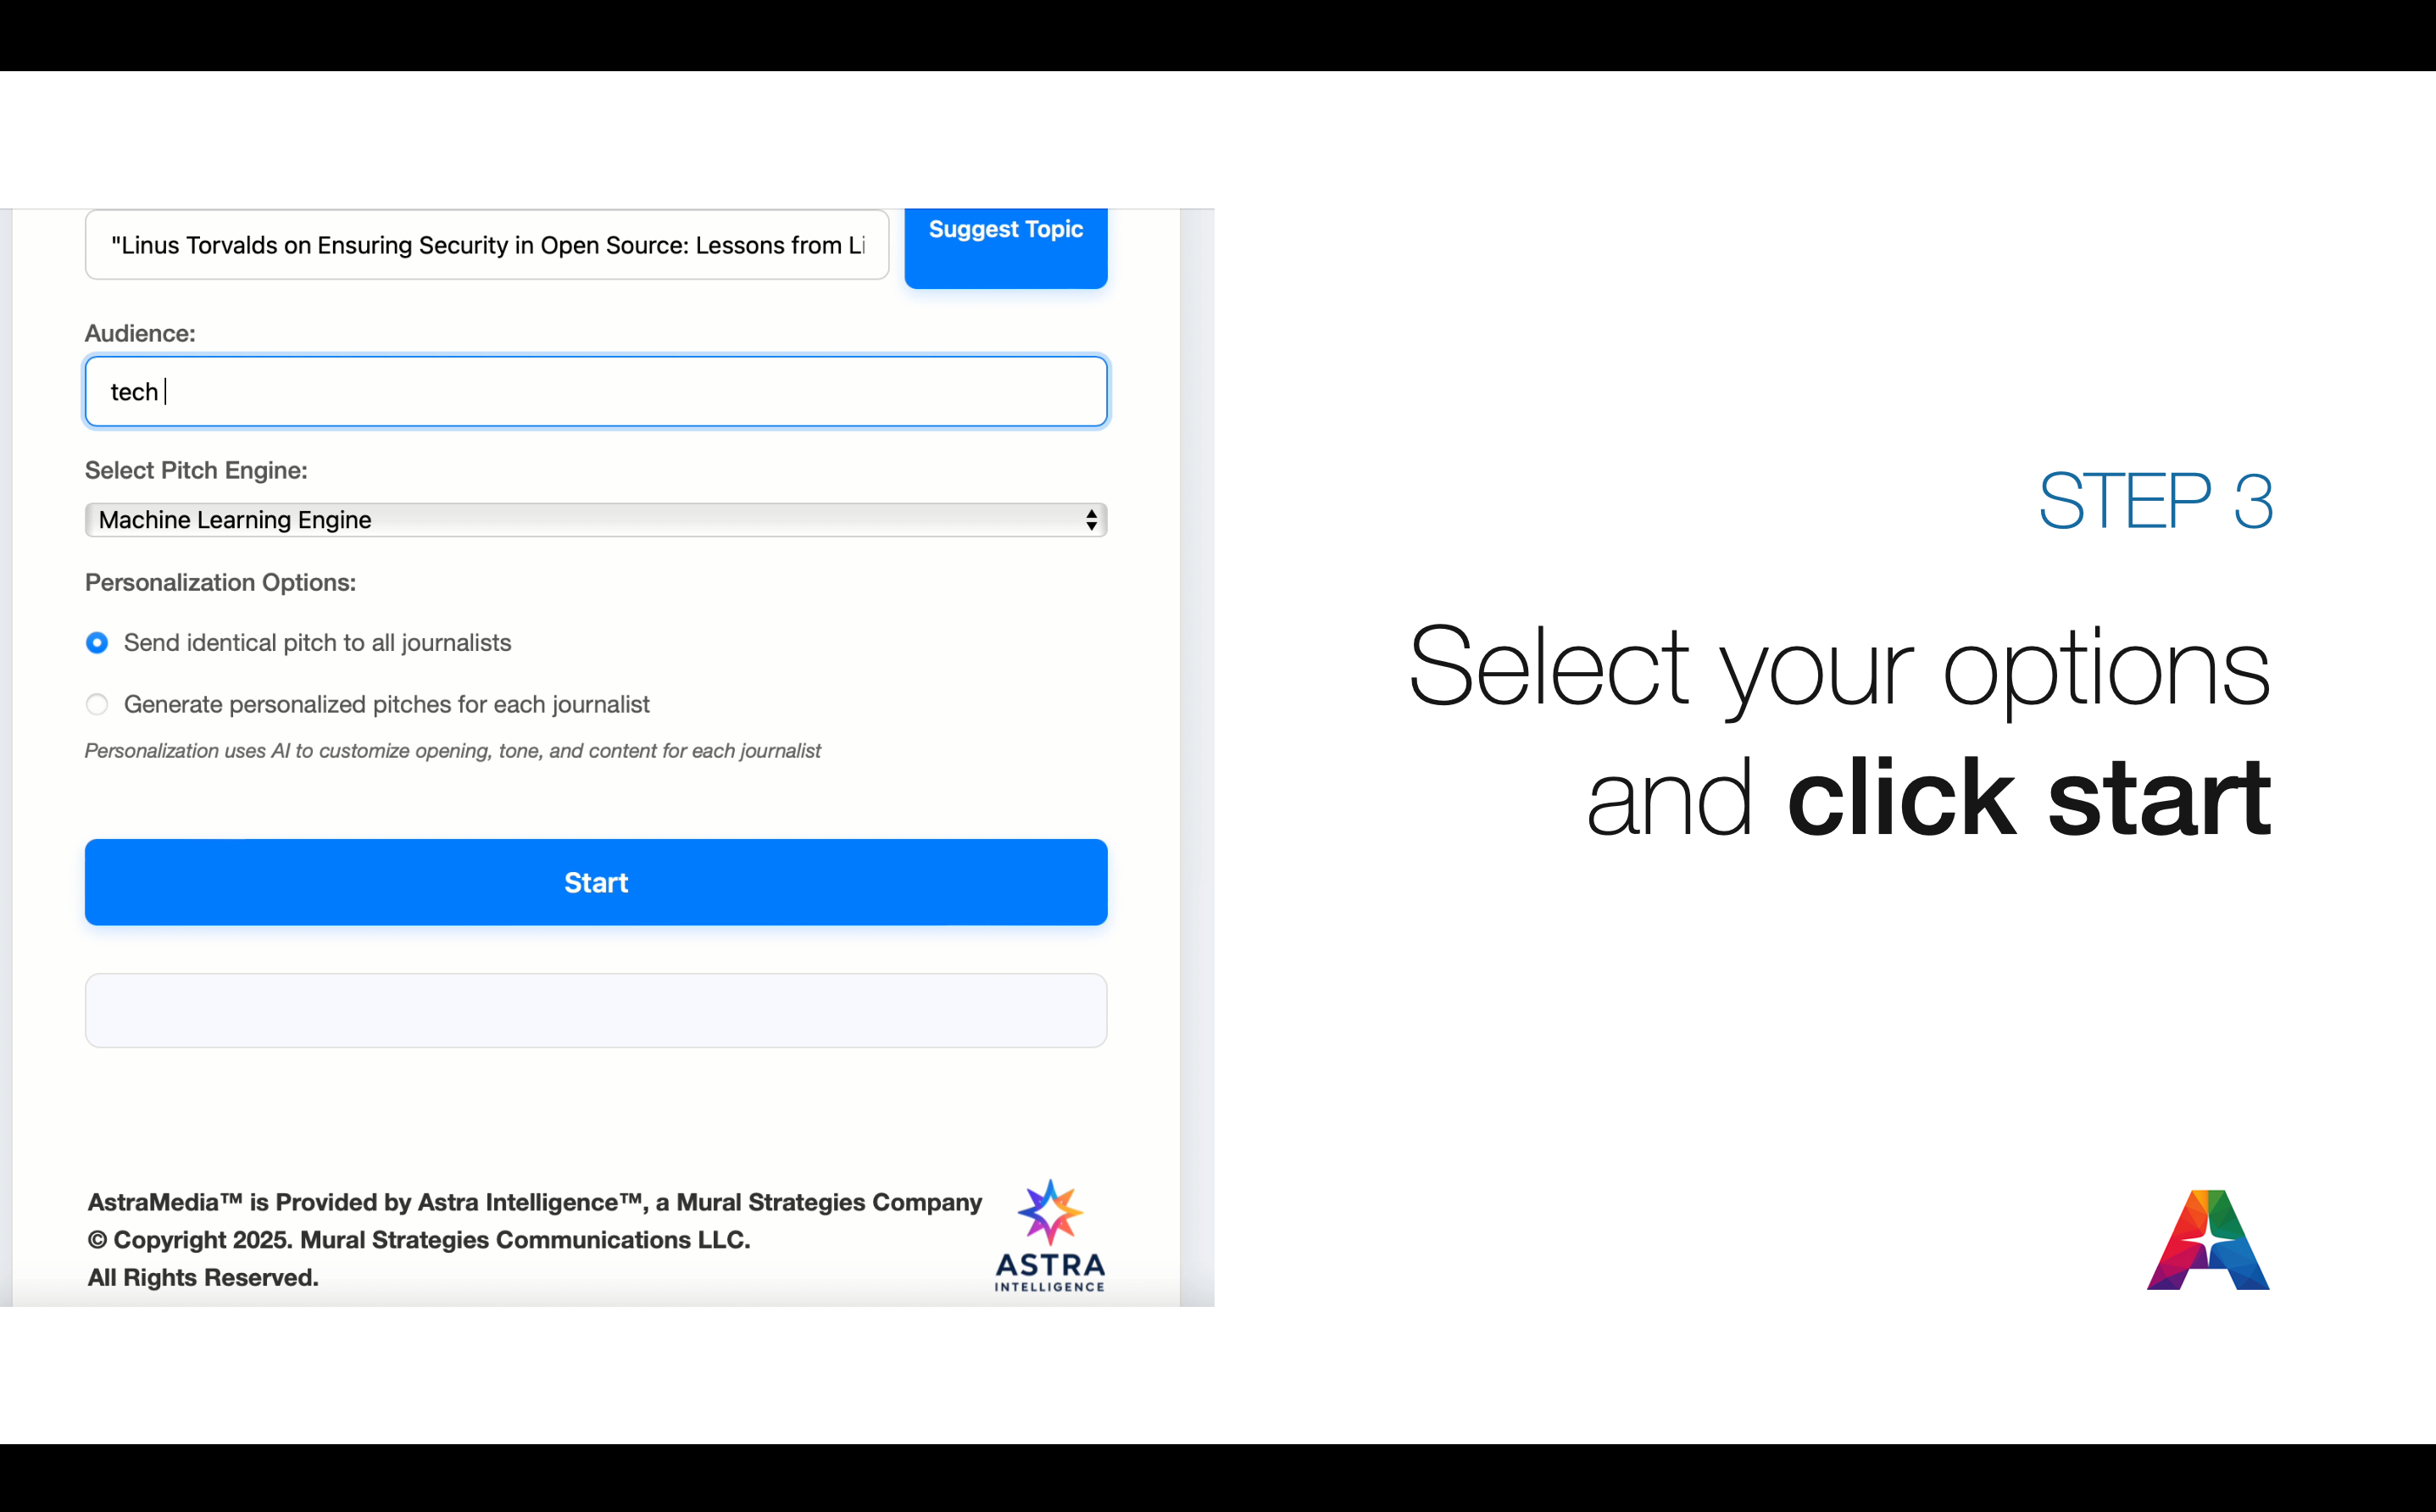 "Linus Torvalds on Ensuring Security in Open Source: Lessons from Li
Suggest Topic
Audience:
tech
Select Pitch Engine:
Machine Learning Engine
Personalization Options:
Send identical pitch to all journalists
Generate personalized pitches for each journalist
Personalization uses AI to customize opening, tone, and content for each journalist
Start
AstraMedia™ is Provided by Astra Intelligence™, a Mural Strategies Company
© Copyright 2025. Mural Strategies Communications LLC.
All Rights Reserved.
ASTRA
INTELLIGENCE
STEP 3
Select your options
and click start